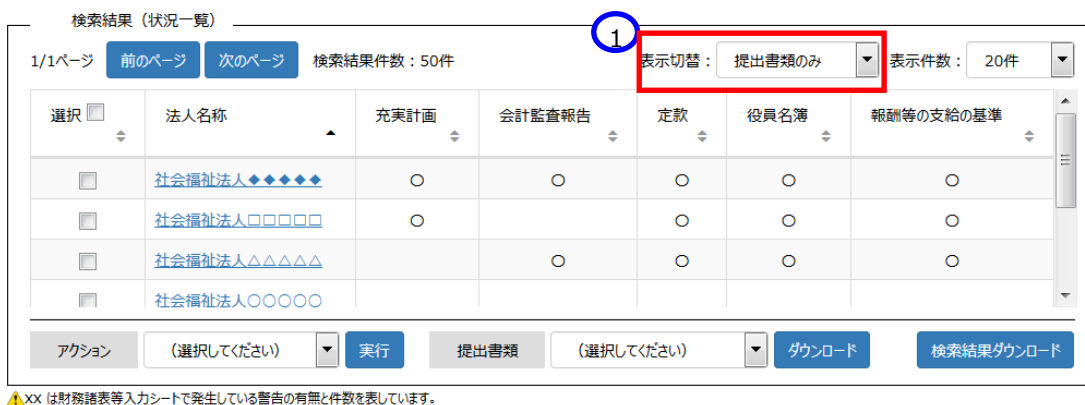 検索結果（状況一覧）
1
1/1ページ 前のページ 次のページ 検索結果件数：50件 表示切替： 提出書類のみ 表示件数： 20件
選択 法人名称 充実計画 会計監査報告 定款 役員名簿 報酬等の支給の基準
社会福祉法人◆◆◆◆◆ ○ ○ ○ ○ ○
社会福祉法人□□□□□ ○ ○ ○ ○
社会福祉法人△△△△△ ○ ○ ○ ○
社会福祉法人○○○○○
アクション （選択してください） 実行 提出書類 （選択してください） ダウンロード 検索結果ダウンロード
xx は財務諸表等入力シートで発生している警告の有無と件数を表しています。